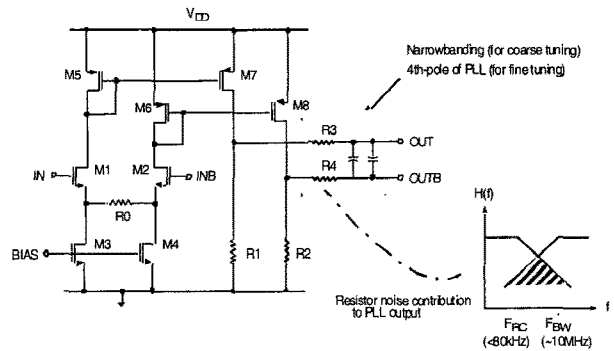 VDD
M5
M7
M6
M8
Narrowbanding (for coarse tuning)
4th-pole of PLL (for fine tuning)
R3
OUT
IN
M1
M2
INB
R4
OUTB
R0
H(f)
BIAS
M3
M4
R1
R2
Resistor noise contribution
to PLL output
f
FRC
FBW
(<80kHz)
(~10MHz)